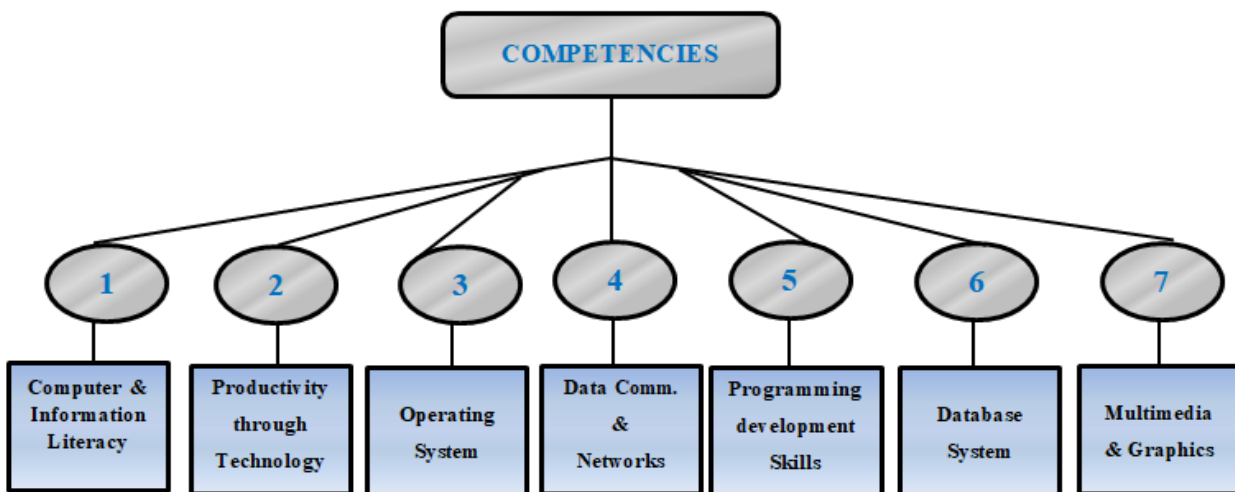 COMPETENCIES
1
2
3
4
5
6
7
Computer &
Information
Literacy
Productivity
through
Technology
Operating
System
Data Comm.
&
Networks
Programming
development
Skills
Database
System
Multimedia
& Graphics